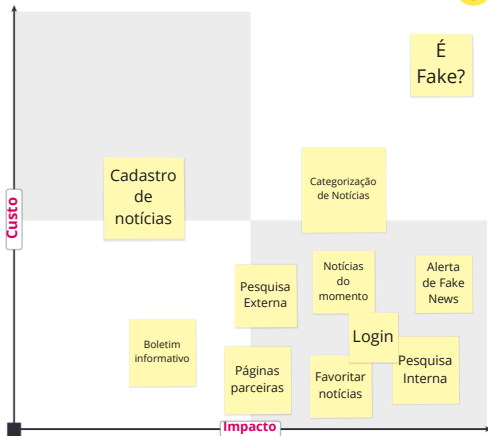 É
Fake?
Cadastro
de
notícias
Categorização
de Notícias
Custo
Notícias
do
momento
Alerta
de Fake
News
Pesquisa
Externa
Login
Boletim
informativo
Páginas
parceiras
Favoritar
notícias
Pesquisa
Interna
Impacto